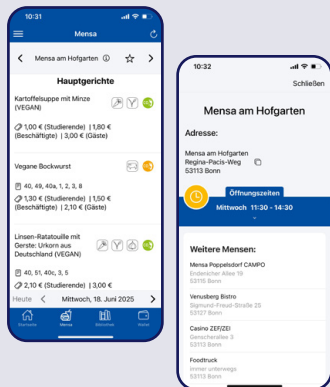 10:31
Mensa
Mensa am Hofgarten
Hauptgerichte
Kartoffelsuppe mit Minze
(VEGAN)
1,00 € (Studierende) | 1,80 €
(Beschäftigte) | 3,00 € (Gäste)
Vegane Bockwurst
40, 49, 40a, 1, 2, 3, 8
1,30 € (Studierende) | 1,50 €
(Beschäftigte) | 2,10 € (Gäste)
Linsen-Ratatouille mit
Gerste: Urkorn aus
Deutschland (VEGAN)
40, 51, 40c, 3, 5
2,10 € (Studierende) | 3,00 €
Heute
Mittwoch, 18. Juni 2025
Startseite
Mensa
Bibliothek
Wallet
10:32
Schließen
Mensa am Hofgarten
Adresse:
Mensa am Hofgarten
Regina-Pacis-Weg
53113 Bonn
Öffnungszeiten
Mittwoch 11:30 - 14:30
Weitere Mensen:
Mensa Poppelsdorf CAMPO
Endenicher Allee 19
53115 Bonn
Venusberg Bistro
Sigmund-Freud-Straße 25
53127 Bonn
Casino ZEF/ZEI
Genscherallee 3
53113 Bonn
Foodtruck
immer unterwegs
53113 Bonn